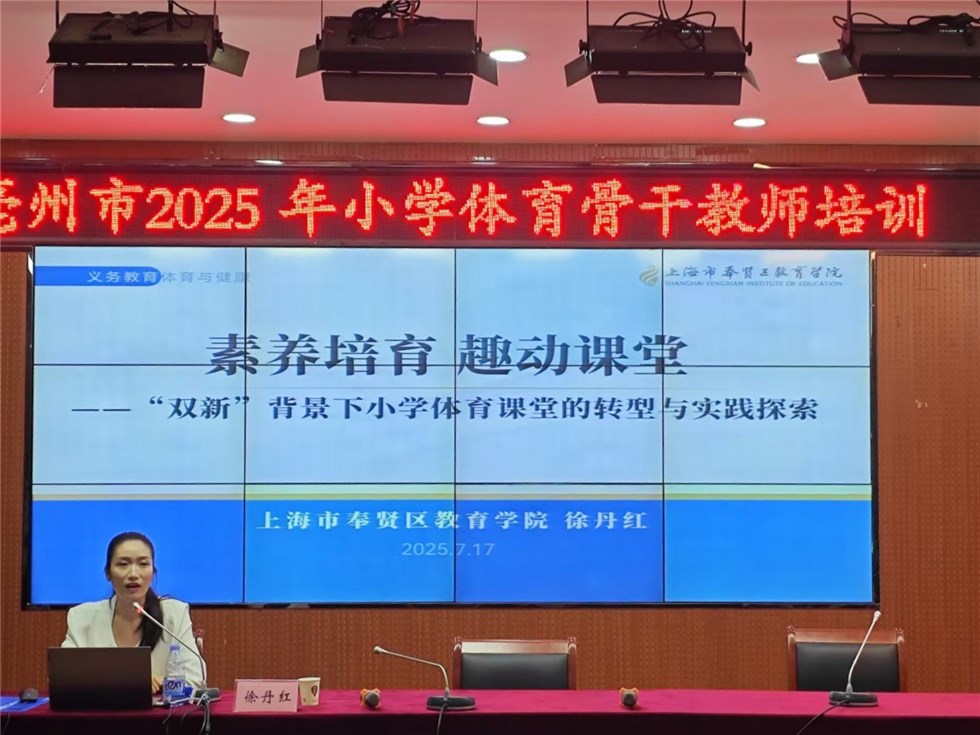 亳州市2025 年小学体育骨干教师培训
义务教育体育与健康
上海市奉贤区教育学院
SHANGHAI FENGXIAN INSTITUTE OF EDUCATION
素养培育 趣动课堂
——“双新”背景下小学体育课堂的转型与实践探索
上海市奉贤区教育学院 徐丹红
2025.7.17
徐丹红